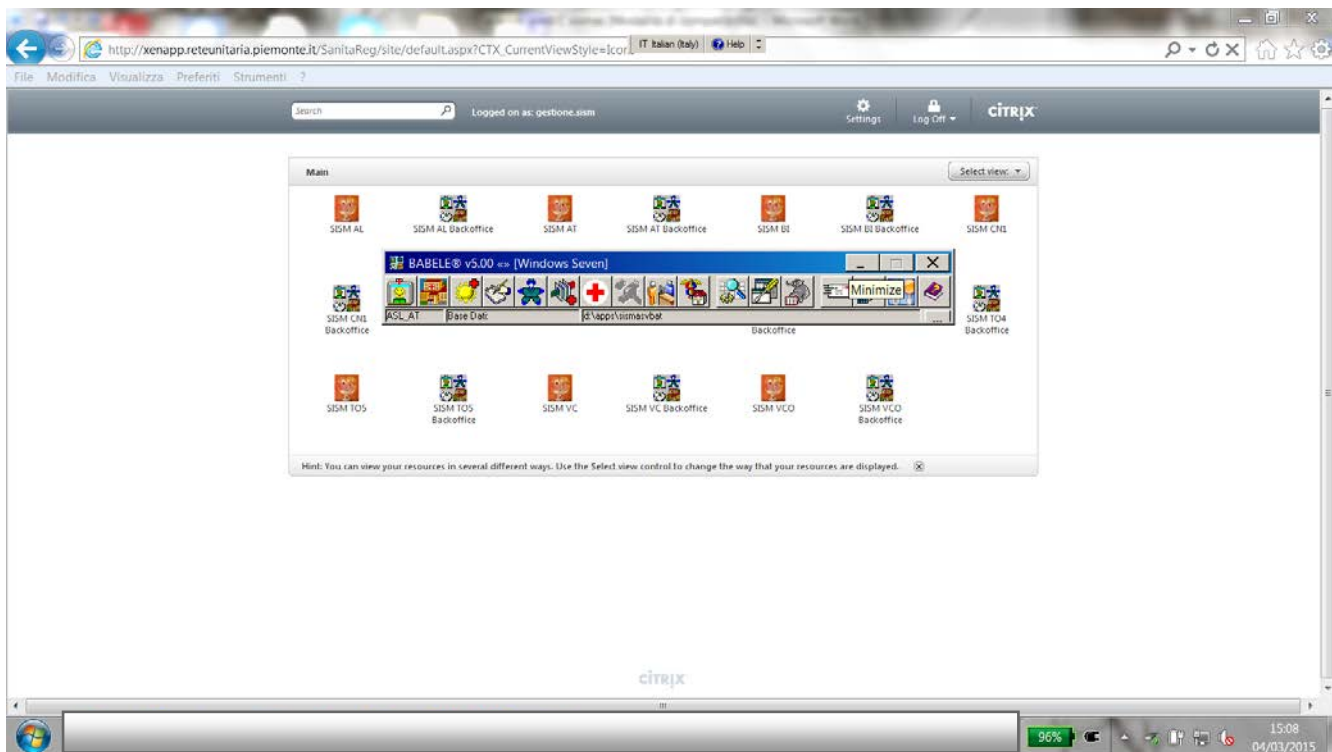 http://xenapp.reteunitaria.piemonte.it/SanitaReg/site/default.aspx?CTX_CurrentViewStyle=Icor
IT Italian (Italy) Help
File Modifica Visualizza Preferiti Strumenti ?
Search Logged on as: gestione.sism Settings Log Off CITRIX
Main Select view:
SISM AL SISM AL Backoffice SISM AT SISM AT Backoffice SISM BI SISM BI Backoffice SISM CN1
BABELE® v5.00 «» [Windows Seven]
Minimize
ASL_AT Base Dati: d:\apps\sismasvbat ...
SISM CN1 Backoffice Backoffice SISM TO4 Backoffice
SISM TO5 SISM TO5 Backoffice SISM VC SISM VC Backoffice SISM VCO SISM VCO Backoffice
Hint: You can view your resources in several different ways. Use the Select view control to change the way that your resources are displayed.
CITRIX
96%
15:08
04/03/2015